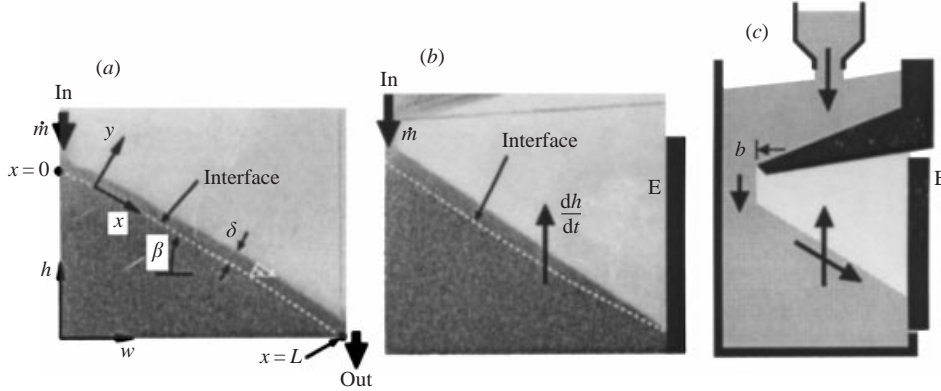 (a)
In
ṁ
x = 0
y
x
Interface
β
δ
h
w
x = L
Out
(b)
In
ṁ
Interface
dh
dt
E
(c)
b
E